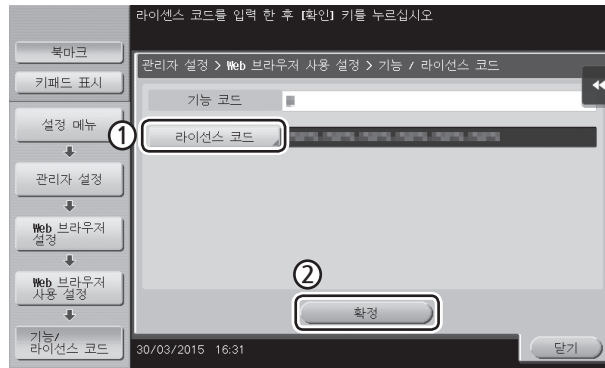 라이센스 코드를 입력 한 후 [확인] 키를 누르십시오
북마크
키패드 표시
설정 메뉴
관리자 설정
Web 브라우저
설정
Web 브라우저
사용 설정
기능/
라이선스 코드
관리자 설정 > Web 브라우저 사용 설정 > 기능 / 라이선스 코드
기능 코드
① 라이선스 코드
②
확정
30/03/2015 16:31
닫기